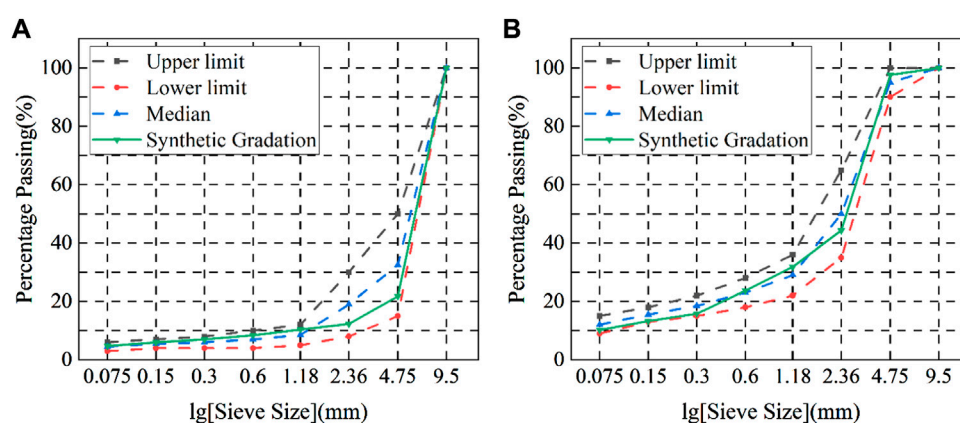 A
Percentage Passing(%)
100
80
60
40
20
0
Upper limit
Lower limit
Median
Synthetic Gradation
0.075 0.15 0.3 0.6 1.18 2.36 4.75 9.5
lg[Sieve Size](mm)
B
Percentage Passing(%)
100
80
60
40
20
0
Upper limit
Lower limit
Median
Synthetic Gradation
0.075 0.15 0.3 0.6 1.18 2.36 4.75 9.5
lg[Sieve Size](mm)